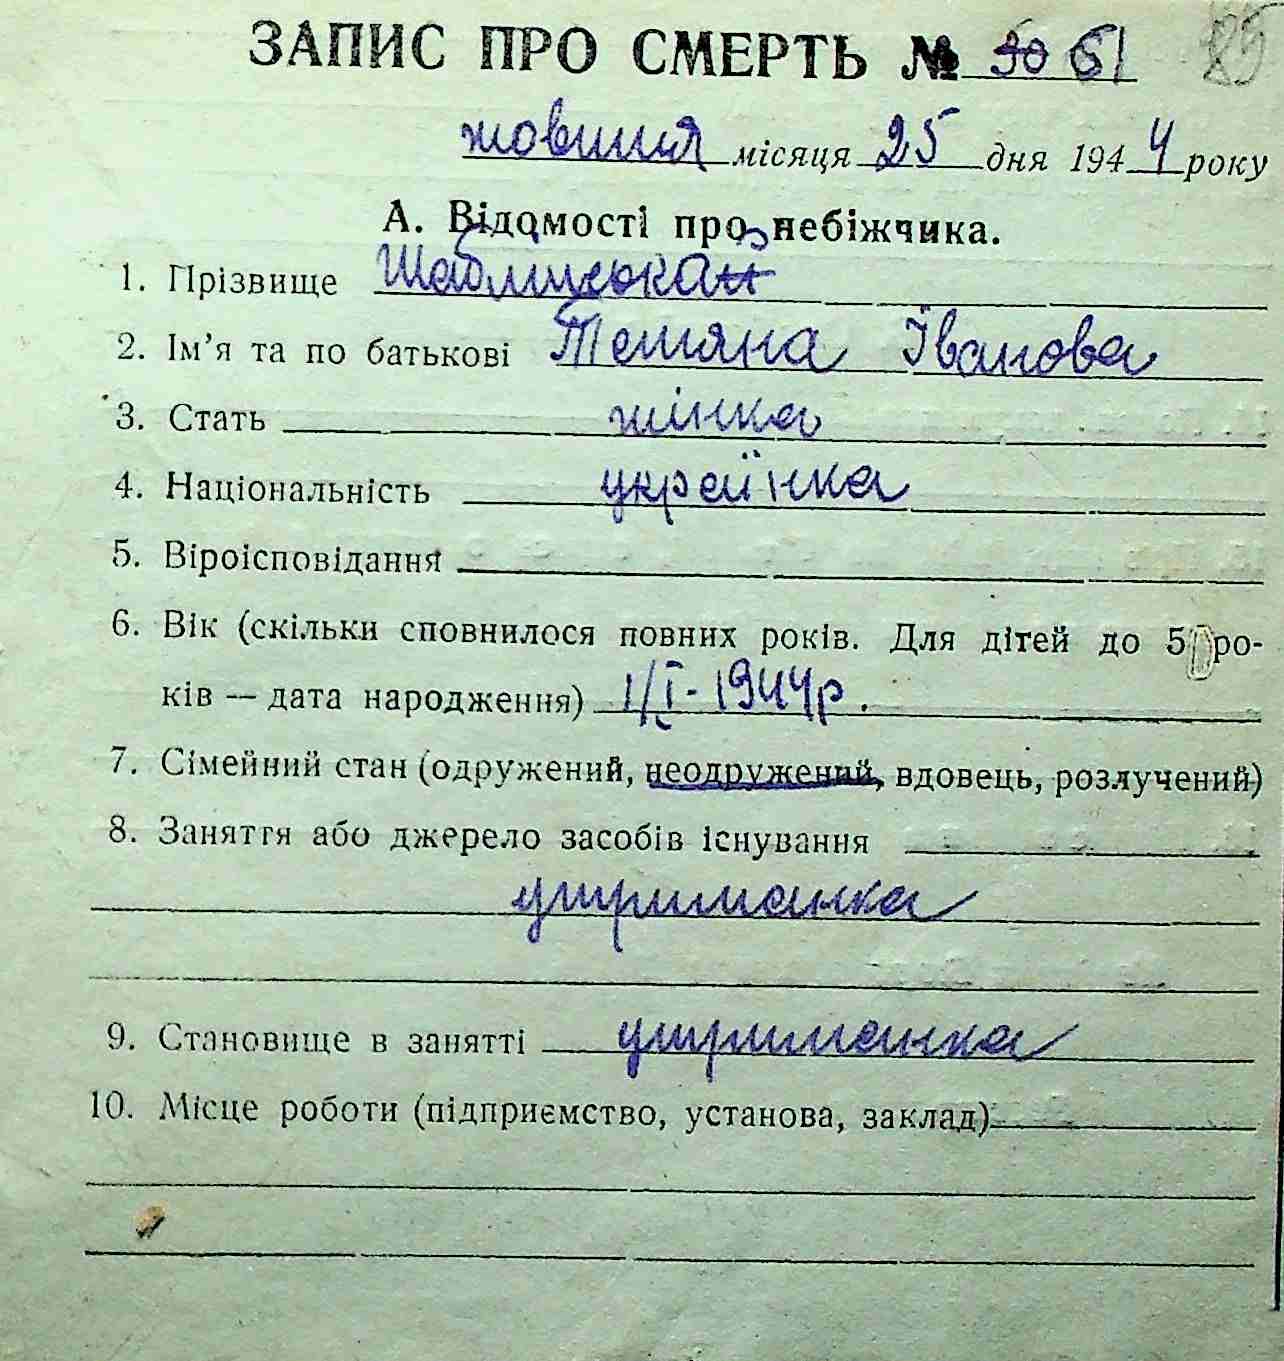 ЗАПИС ПРО СМЕРТЬ № 30 61 85
жовтня місяця 25 дня 1944 року
А. Відомості про небіжчика.
1. Прізвище
2. Ім'я та по батькові Тетяна Іванова
3. Стать жінка
4. Національність українка
5. Віроісповідання
6. Вік (скільки сповнилося повних років. Для дітей до 5 ро-
ків — дата народження) 1/I-1944р.
7. Сімейний стан (одружений, неодружений, вдовець, розлучений)
8. Заняття або джерело засобів існування
утриманка
9. Становище в занятті утриманка
10. Місце роботи (підприємство, установа, заклад)